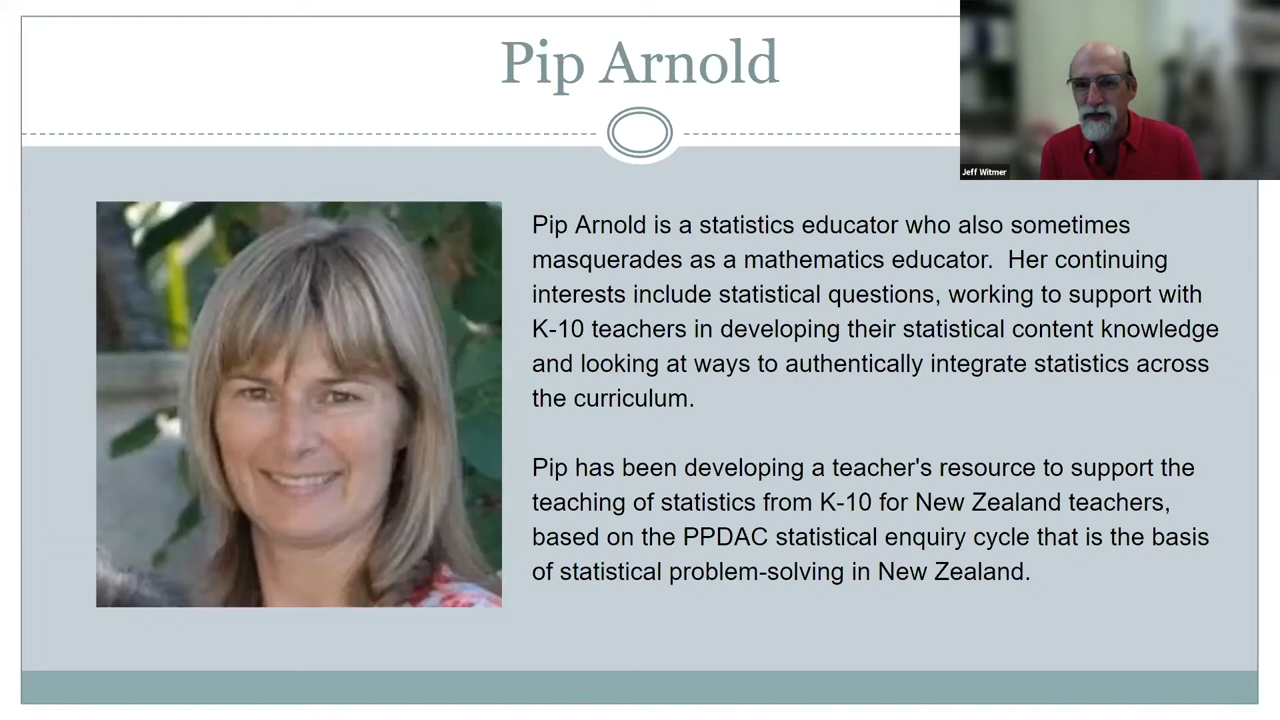 Pip Arnold
Jeff Witmer
Pip Arnold is a statistics educator who also sometimes
masquerades as a mathematics educator.  Her continuing
interests include statistical questions, working to support with
K-10 teachers in developing their statistical content knowledge
and looking at ways to authentically integrate statistics across
the curriculum.
Pip has been developing a teacher's resource to support the
teaching of statistics from K-10 for New Zealand teachers,
based on the PPDAC statistical enquiry cycle that is the basis
of statistical problem-solving in New Zealand.